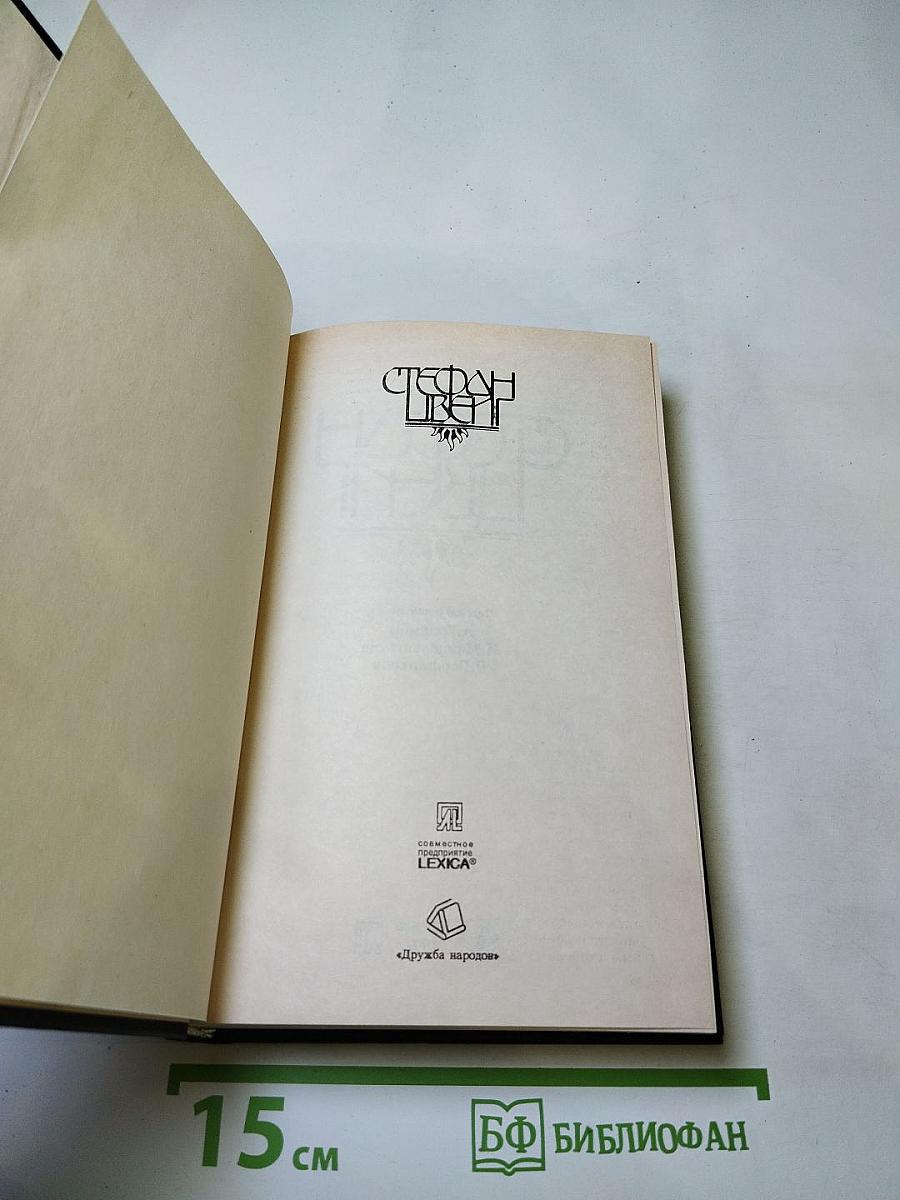 СТЕФАН
ЦВЕЙГ
совместное
предприятие
LEXICA®
«Дружба народов»
15 см
БФ БИБЛИОФАН